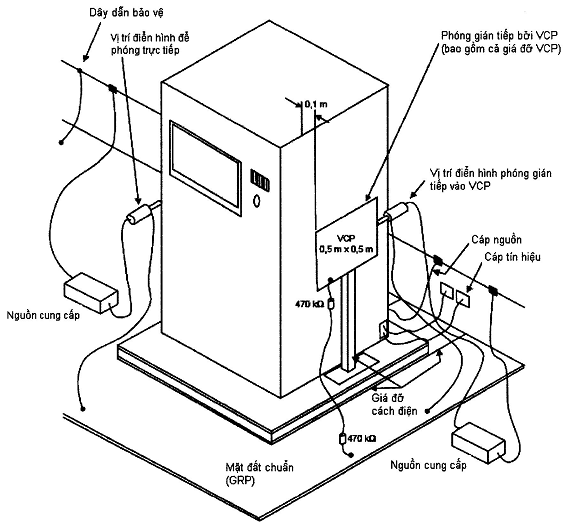 Dây dẫn bảo vệ
Vị trí điển hình để
phóng trực tiếp
Phóng gián tiếp bởi VCP
(bao gồm cả giá đỡ VCP)
0,1 m
Vị trí điển hình phóng gián
tiếp vào VCP
VCP
0,5 m x 0,5 m
Cáp nguồn
Cáp tín hiệu
470 kΩ
Nguồn cung cấp
Giá đỡ
cách điện
470 kΩ
Mặt đất chuẩn
(GRP)
Nguồn cung cấp